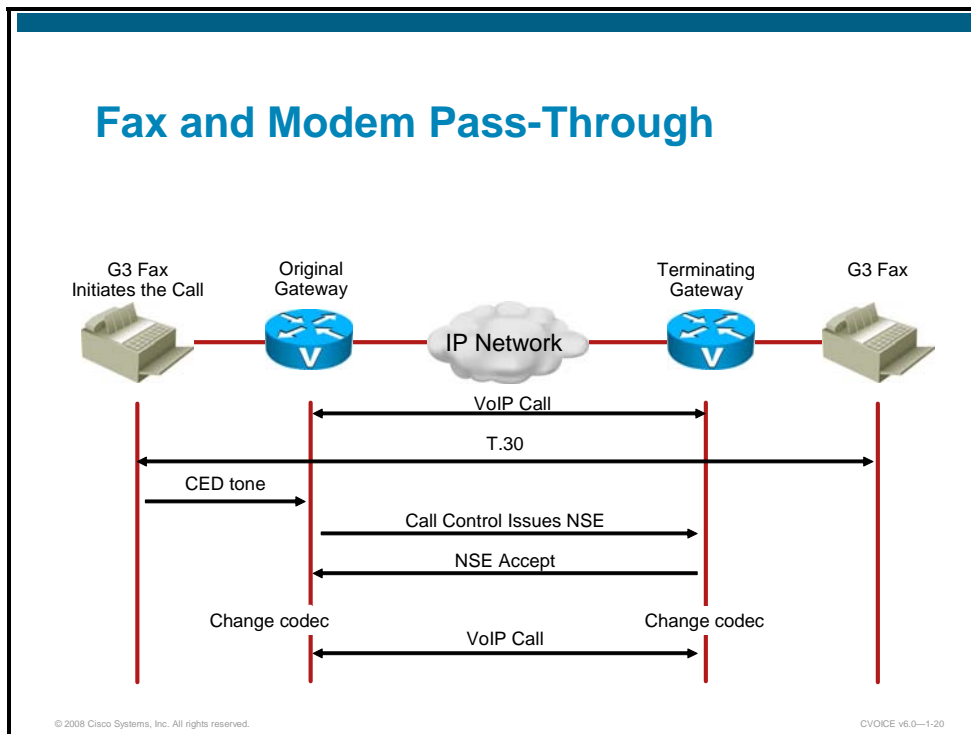 Fax and Modem Pass-Through
G3 Fax
Initiates the Call
Original
Gateway
Terminating
Gateway
G3 Fax
V
IP Network
V
VoIP Call
T.30
CED tone
Call Control Issues NSE
NSE Accept
Change codec
Change codec
VoIP Call
© 2008 Cisco Systems, Inc. All rights reserved.
CVOICE v6.0—1-20